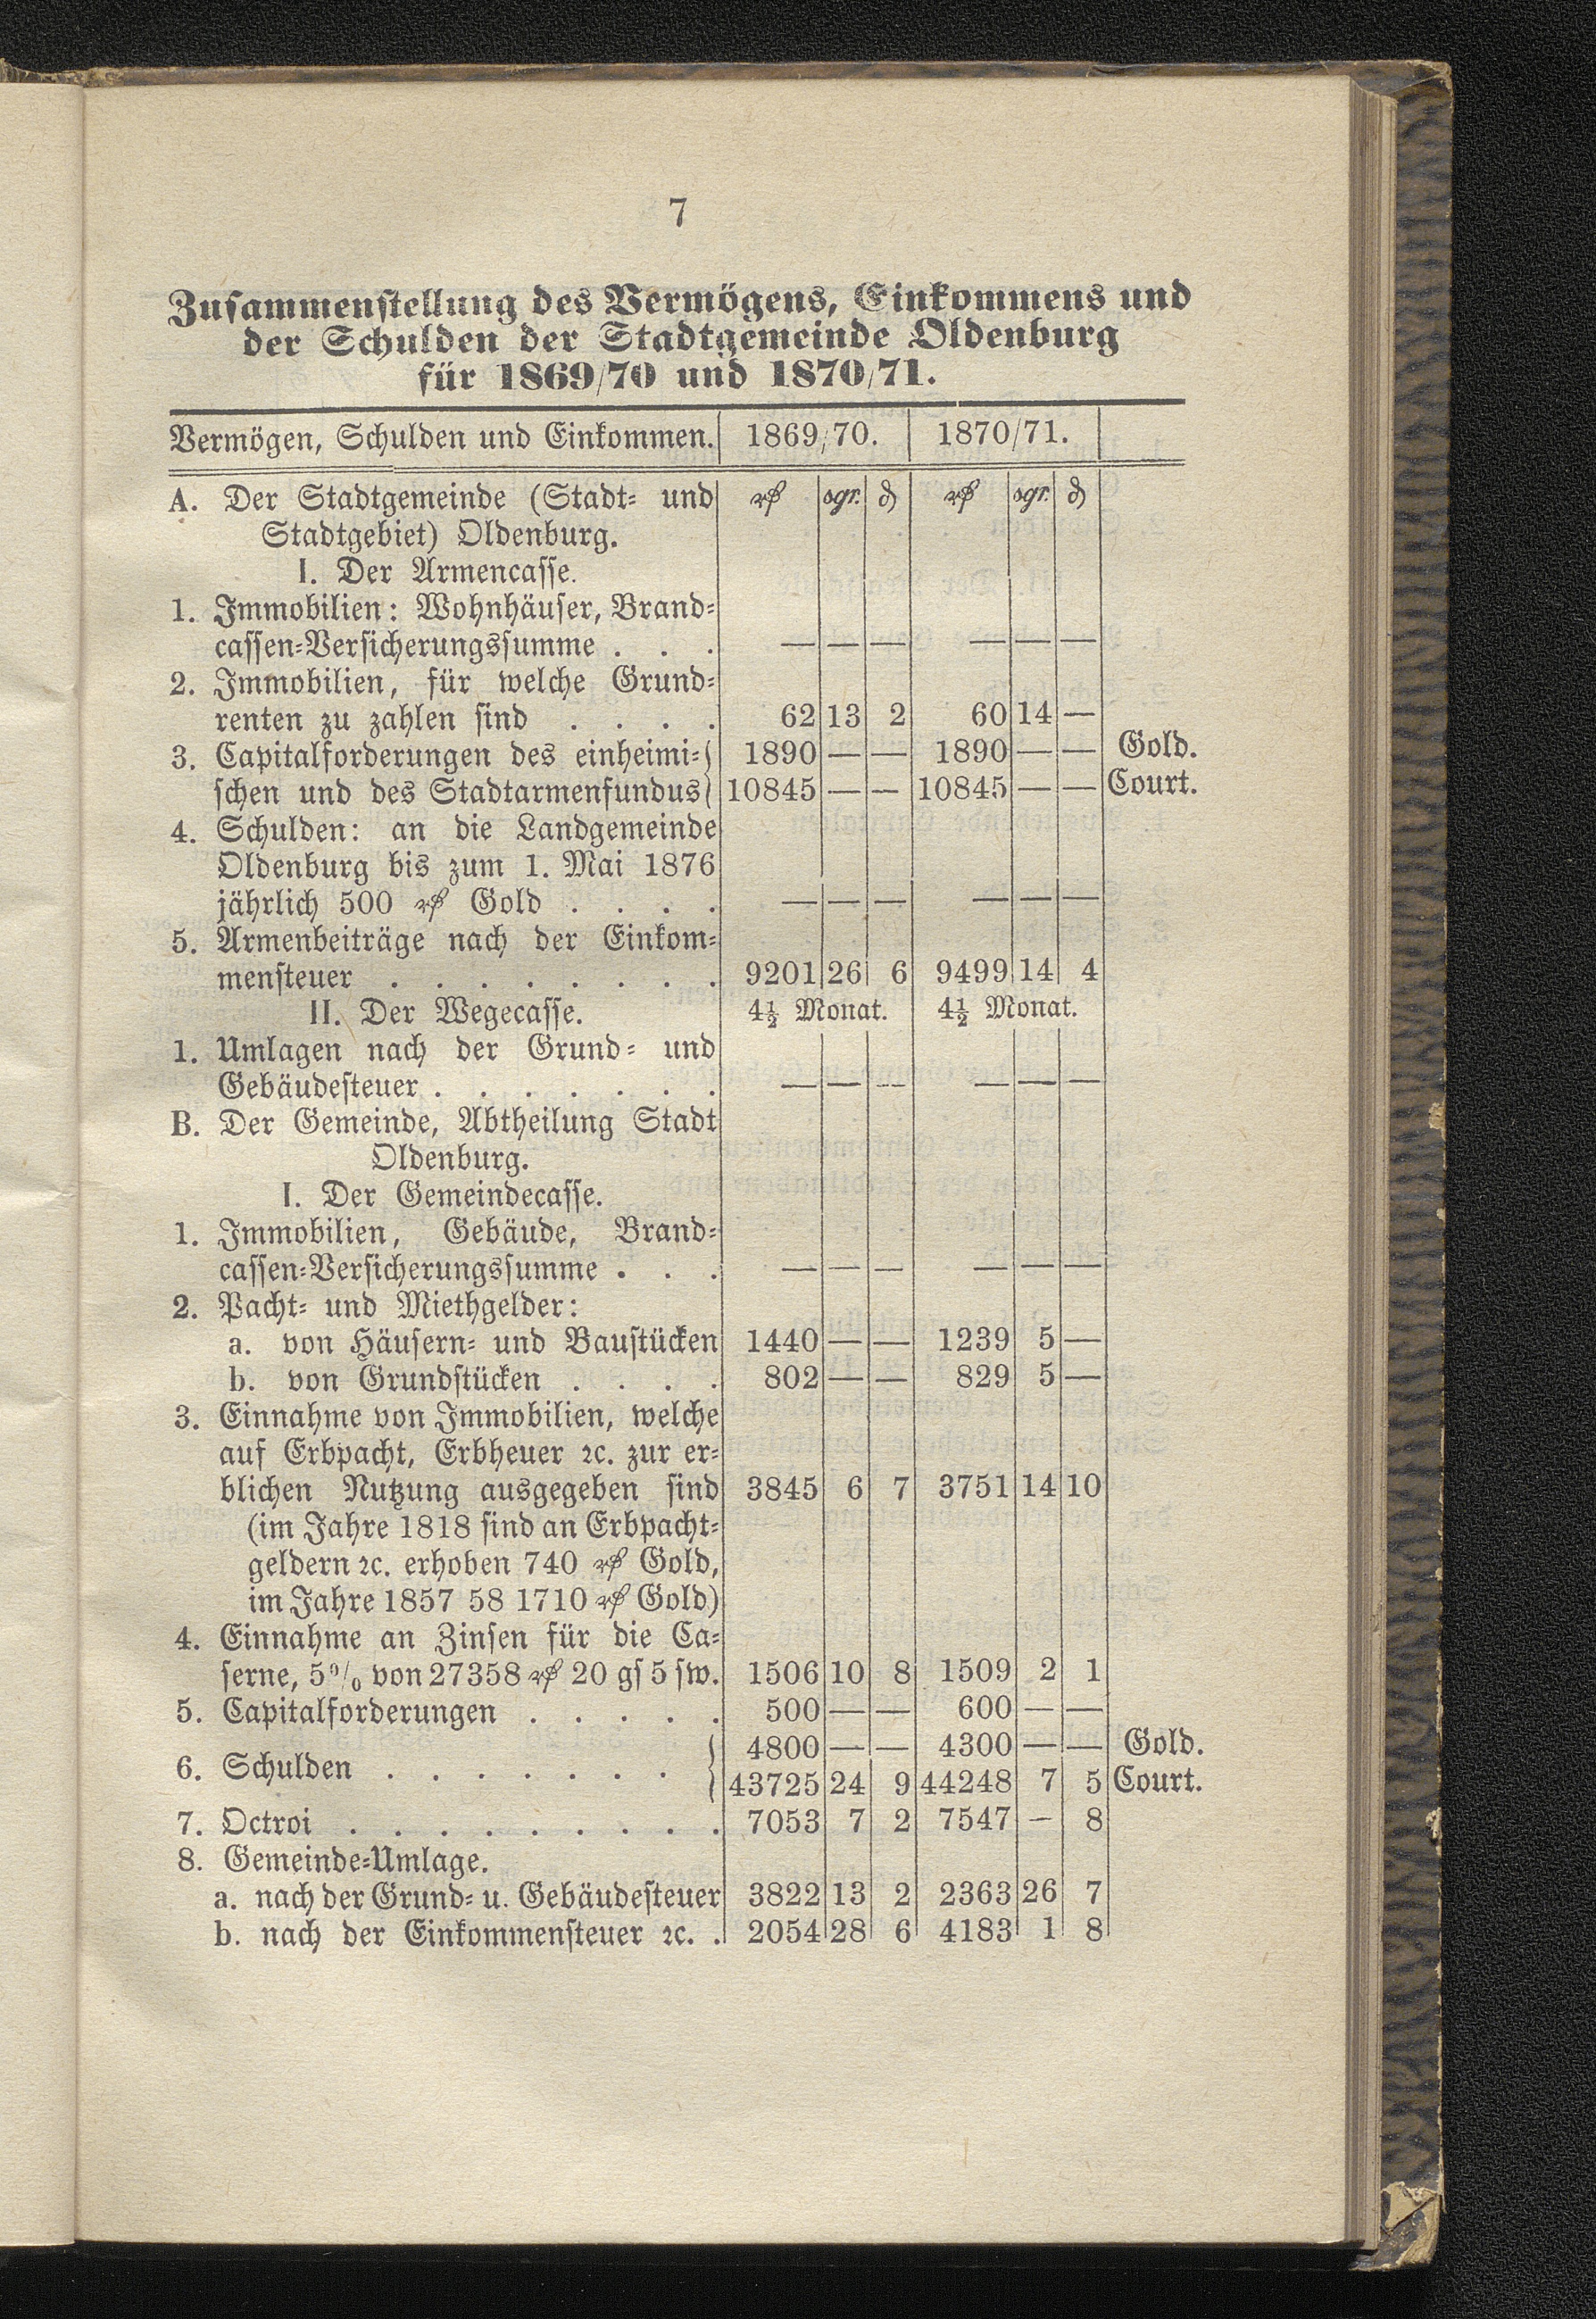 7
Zusammenstellung des Vermögens, Einkommens und
der Schulden der Stadtgemeinde Oldenburg
für 1869/70 und 1870/71.
Vermögen, Schulden und Einkommen. 1869/70. 1870/71.
A. Der Stadtgemeinde (Stadt= und ₰ sgr. ₰ sgr.
Stadtgebiet) Oldenburg.
I. Der Armencasse.
1. Immobilien: Wohnhäuser, Brand=
cassen=Versicherungssumme . . . — — — — — —
2. Immobilien, für welche Grund=
renten zu zahlen sind . . . . 62 13 2 60 14 —
3. Capitalforderungen des einheimi= 1890 — — 1890 — — Gold.
schen und des Stadtarmenfundus 10845 — — 10845 — — Court.
4. Schulden: an die Landgemeinde
Oldenburg bis zum 1. Mai 1876
jährlich 500 Gold . . . . — — — — — —
5. Armenbeiträge nach der Einkom=
mensteuer . . . . . . . . 9201 26 6 9499 14 4
II. Der Wegecasse. 4½ Monat. 4½ Monat.
1. Umlagen nach der Grund= und
Gebäudesteuer . . . . . . . — — — — — —
B. Der Gemeinde, Abtheilung Stadt
Oldenburg.
I. Der Gemeindecasse.
1. Immobilien, Gebäude, Brand=
cassen=Versicherungssumme . . . — — — — — —
2. Pacht= und Miethgelder:
a. von Häusern= und Baustücken 1440 — — 1239 5 —
b. von Grundstücken . . . . 802 — — 829 5 —
3. Einnahme von Immobilien, welche
auf Erbpacht, Erbheuer ꝛc. zur er=
blichen Nutzung ausgegeben sind 3845 6 7 3751 14 10
(im Jahre 1818 sind an Erbpacht=
geldern ꝛc. erhoben 740 Gold,
im Jahre 1857 58 1710 Gold)
4. Einnahme an Zinsen für die Ca=
serne, 5% von 27358 20 gs 5 sw. 1506 10 8 1509 2 1
5. Capitalforderungen . . . . . 500 — — 600 — —
4800 — — 4300 — — Gold.
6. Schulden . . . . . . . 43725 24 9 44248 7 5 Court.
7. Octroi . . . . . . . . . 7053 7 2 7547 — 8
8. Gemeinde=Umlage.
a. nach der Grund= u. Gebäudesteuer 3822 13 2 2363 26 7
b. nach der Einkommensteuer ꝛc. . 2054 28 6 4183 1 8